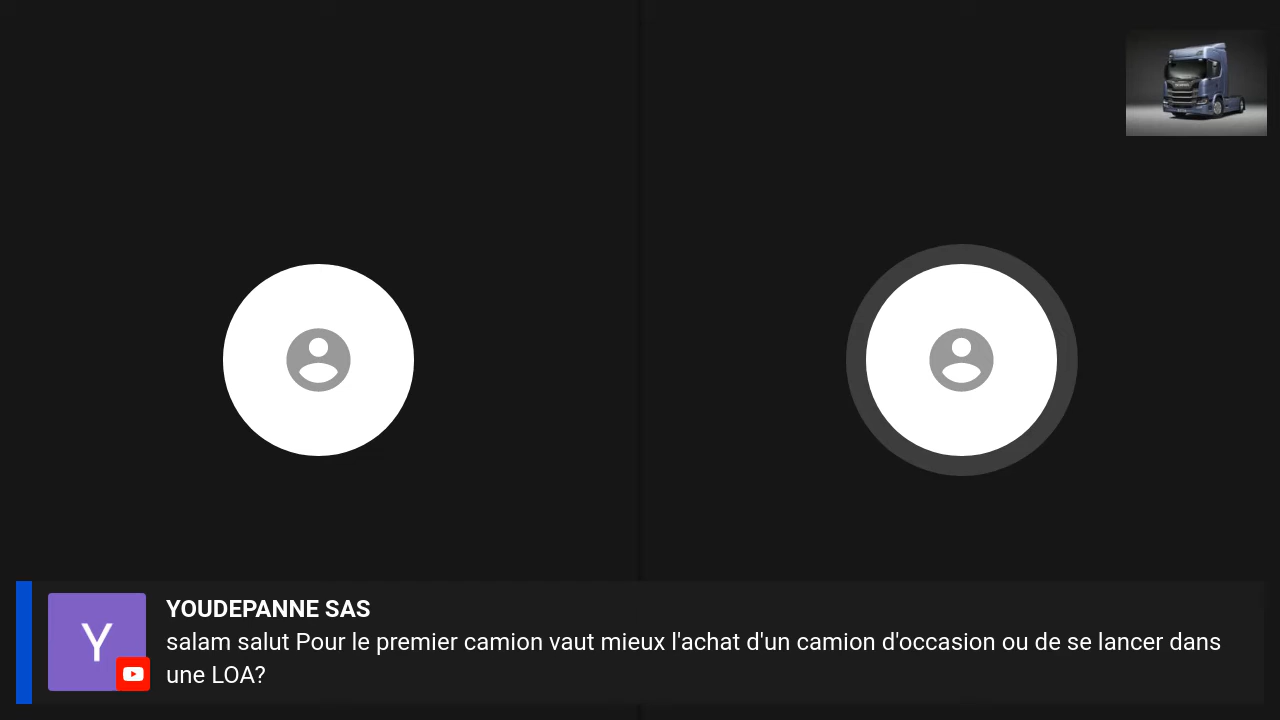 YOUDEPANNE SAS
salam salut Pour le premier camion vaut mieux l'achat d'un camion d'occasion ou de se lancer dans
une LOA?
Y